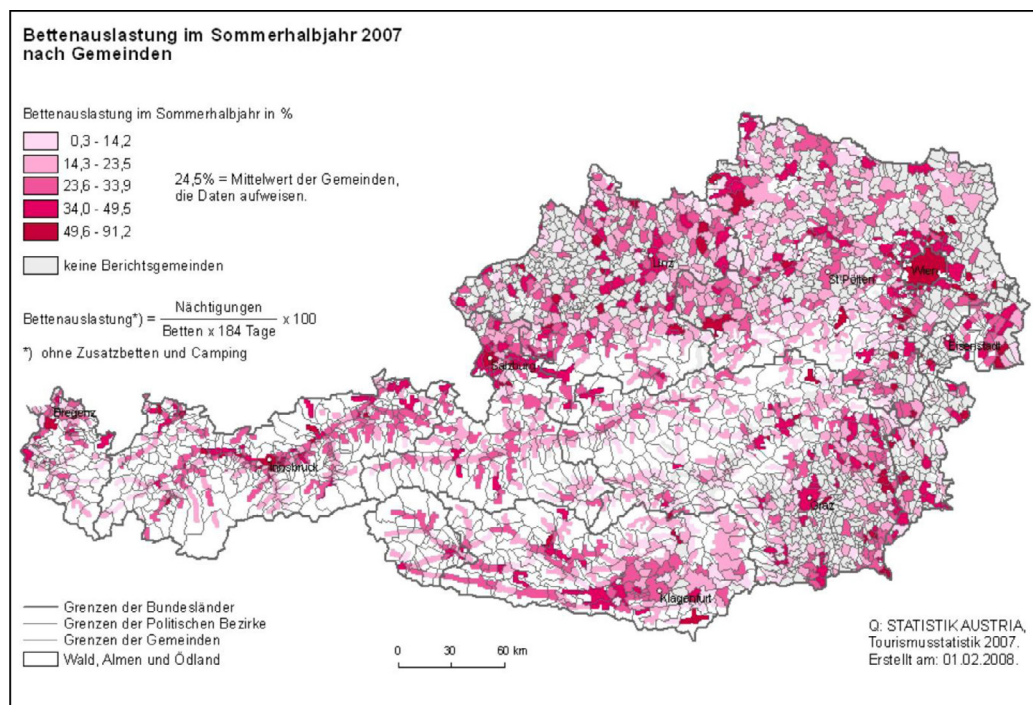 Bettenauslastung im Sommerhalbjahr 2007
nach Gemeinden
Bettenauslastung im Sommerhalbjahr in %
0,3 - 14,2
14,3 - 23,5
23,6 - 33,9
34,0 - 49,5
49,6 - 91,2
24,5% = Mittelwert der Gemeinden,
die Daten aufweisen.
keine Berichtsgemeinden
Bettenauslastung*) = Nächtigungen
Betten x 184 Tage
x 100
*) ohne Zusatzbetten und Camping
Linz
St.Pölten
Wien
Eisenstadt
Salzburg
Bregenz
Innsbruck
Graz
Klagenfurt
Grenzen der Bundesländer
Grenzen der Politischen Bezirke
Grenzen der Gemeinden
Wald, Almen und Ödland
0 30 60 km
Q: STATISTIK AUSTRIA,
Tourismusstatistik 2007.
Erstellt am: 01.02.2008.